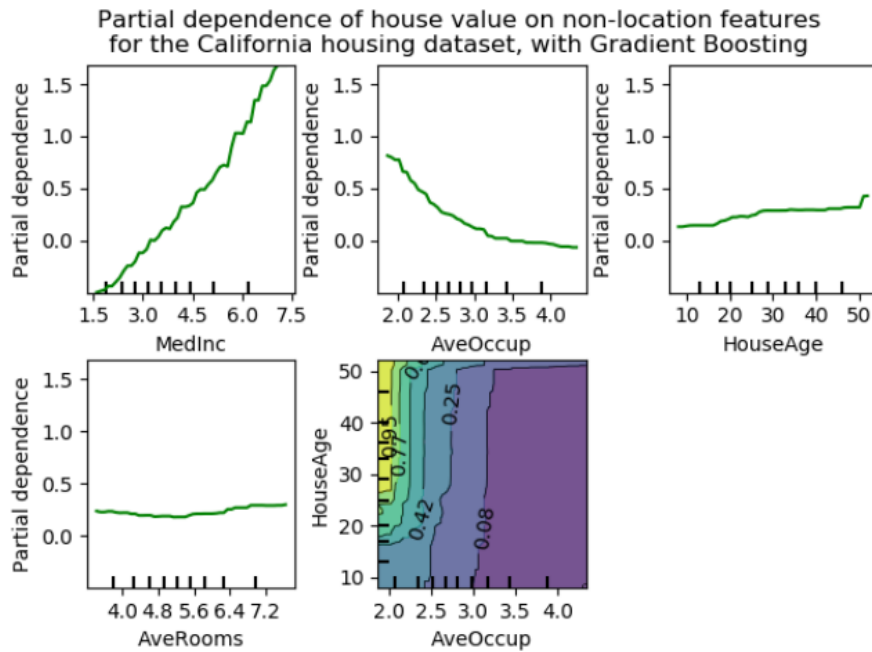 Partial dependence of house value on non-location features
for the California housing dataset, with Gradient Boosting
Partial dependence
1.5
1.0
0.5
0.0
1.5 3.0 4.5 6.0 7.5
MedInc
Partial dependence
1.5
1.0
0.5
0.0
2.0 2.5 3.0 3.5 4.0
AveOccup
Partial dependence
1.5
1.0
0.5
0.0
10 20 30 40 50
HouseAge
Partial dependence
1.5
1.0
0.5
0.0
4.0 4.8 5.6 6.4 7.2
AveRooms
HouseAge
50
40
30
20
10
0.95
0.77
0.42
0.25
0.08
2.0 2.5 3.0 3.5 4.0
AveOccup